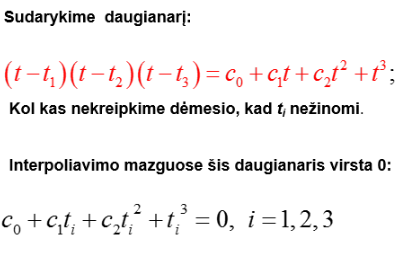 Sudarykime daugianarį:
(t−t₁)(t−t₂)(t−t₃)=c₀+c₁t+c₂t²+t³;
Kol kas nekreipkime dėmesio, kad tᵢ nežinomi.
Interpoliavimo mazguose šis daugianaris virsta 0:
c₀+c₁tᵢ+c₂tᵢ²+tᵢ³=0, i=1,2,3